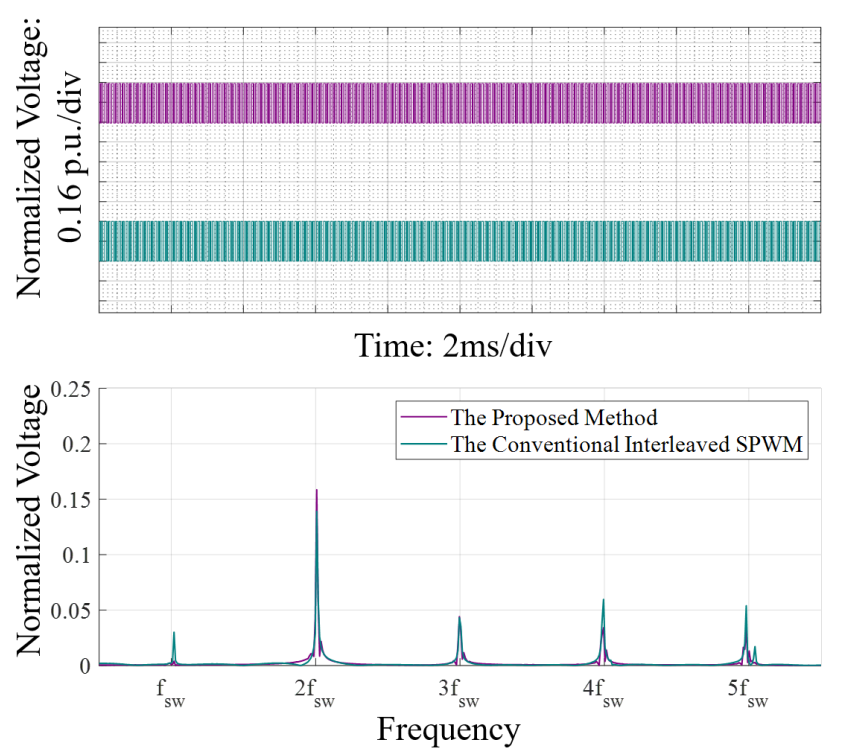 Normalized Voltage:
0.16 p.u./div
Time: 2ms/div
Normalized Voltage
0.25
0.2
0.15
0.1
0.05
0
The Proposed Method
The Conventional Interleaved SPWM
fsw 2fsw 3fsw 4fsw 5fsw
Frequency